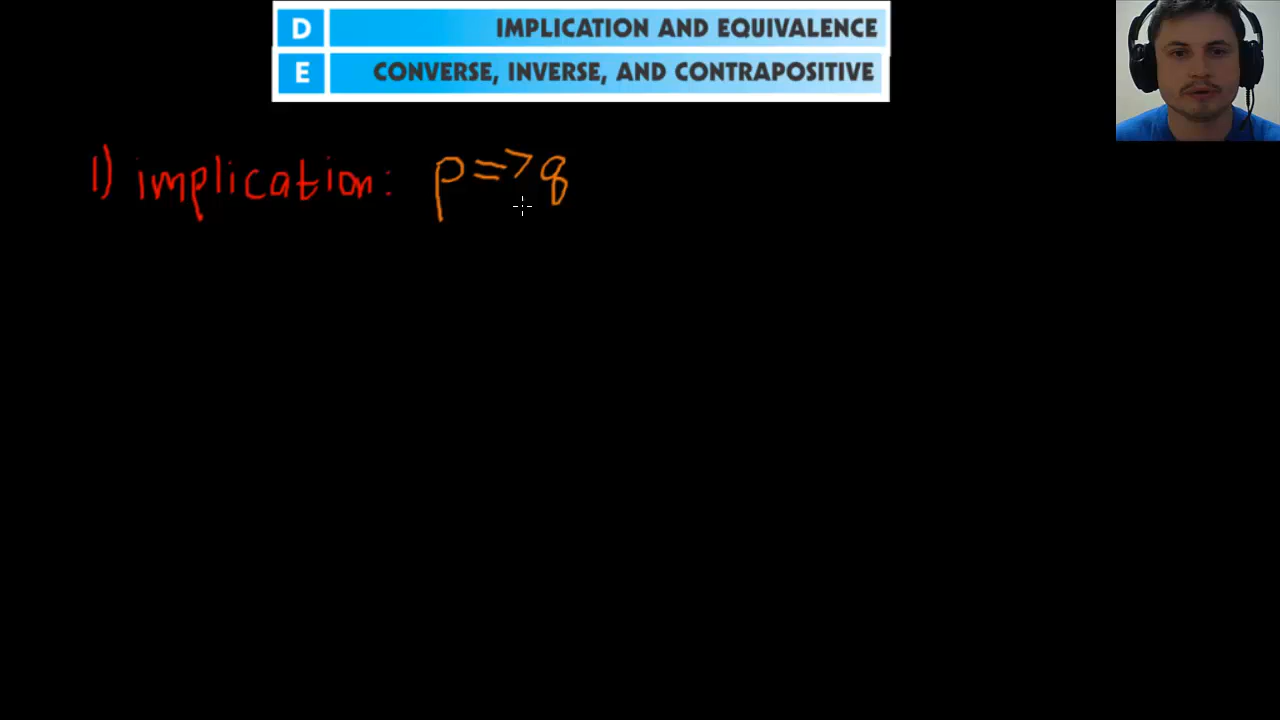 D IMPLICATION AND EQUIVALENCE
E CONVERSE, INVERSE, AND CONTRAPOSITIVE
1) implication: p => q